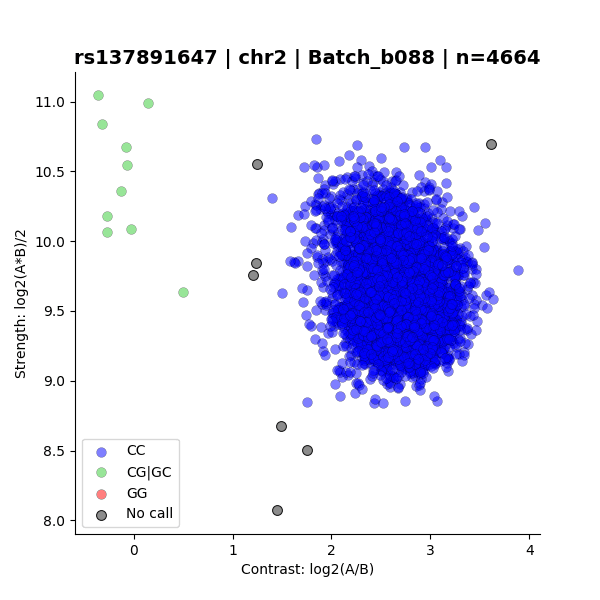 rs137891647 | chr2 | Batch_b088 | n=4664
Strength: log2(A*B)/2
11.0
10.5
10.0
9.5
9.0
8.5
8.0
CC
CG|GC
GG
No call
0 1 2 3 4
Contrast: log2(A/B)